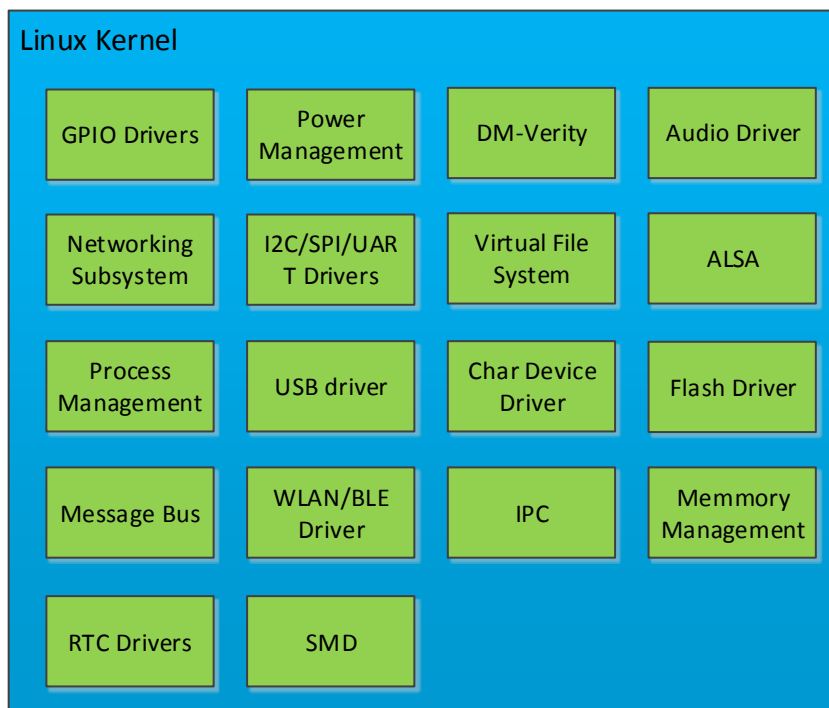 Linux Kernel
GPIO Drivers
Power
Management
DM-Verity
Audio Driver
Networking
Subsystem
I2C/SPI/UAR
T Drivers
Virtual File
System
ALSA
Process
Management
USB driver
Char Device
Driver
Flash Driver
Message Bus
WLAN/BLE
Driver
IPC
Memmory
Management
RTC Drivers
SMD